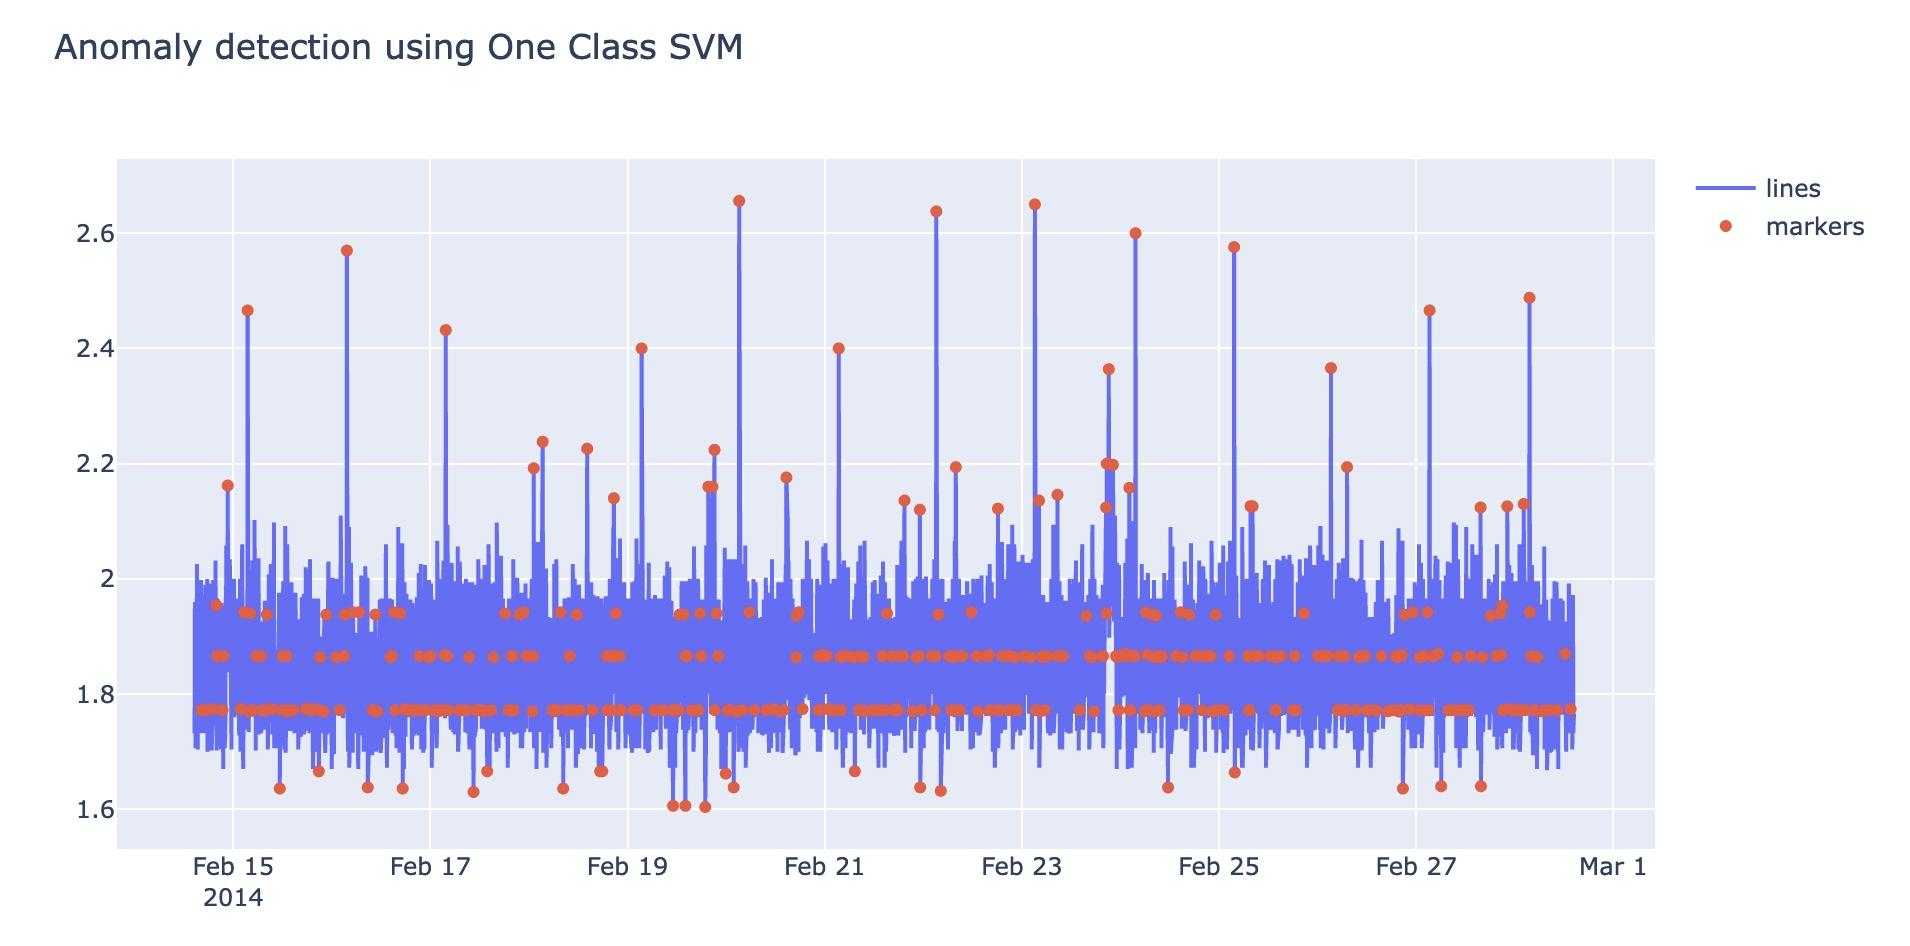 Anomaly detection using One Class SVM
lines
markers
2.6
2.4
2.2
2
1.8
1.6
Feb 15 Feb 17 Feb 19 Feb 21 Feb 23 Feb 25 Feb 27 Mar 1
2014